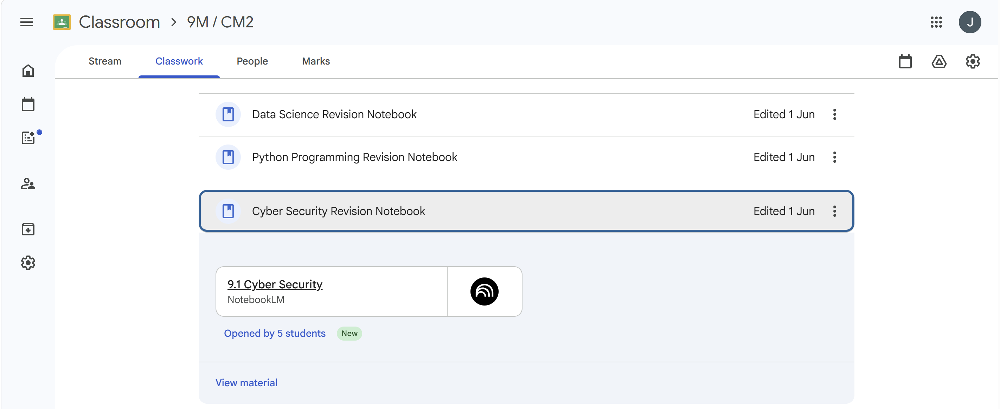 Classroom > 9M / CM2
J
Stream Classwork People Marks
Data Science Revision Notebook Edited 1 Jun
Python Programming Revision Notebook Edited 1 Jun
Cyber Security Revision Notebook Edited 1 Jun
9.1 Cyber Security
NotebookLM
Opened by 5 students New
View material